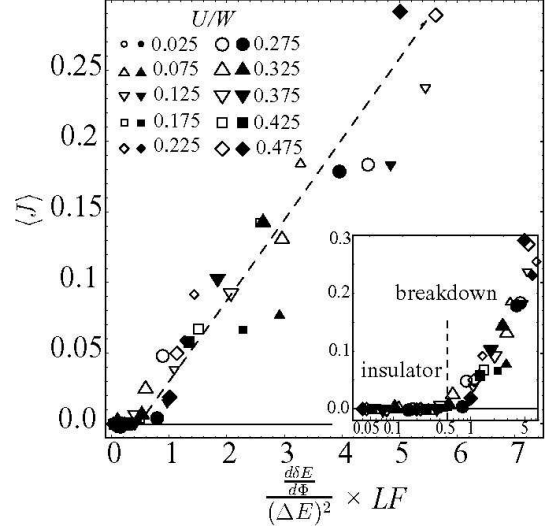 U/W
0.025 0.275
0.075 0.325
0.125 0.375
0.175 0.425
0.225 0.475
0.25
0.2
0.15
0.1
0.05
0.0
⟨J⟩
0 1 2 3 4 5 6 7
0.3
0.2
0.1
0.0
breakdown
insulator
0.05 0.1 0.5 1 5
dδE
dΦ
(ΔE)² × LF